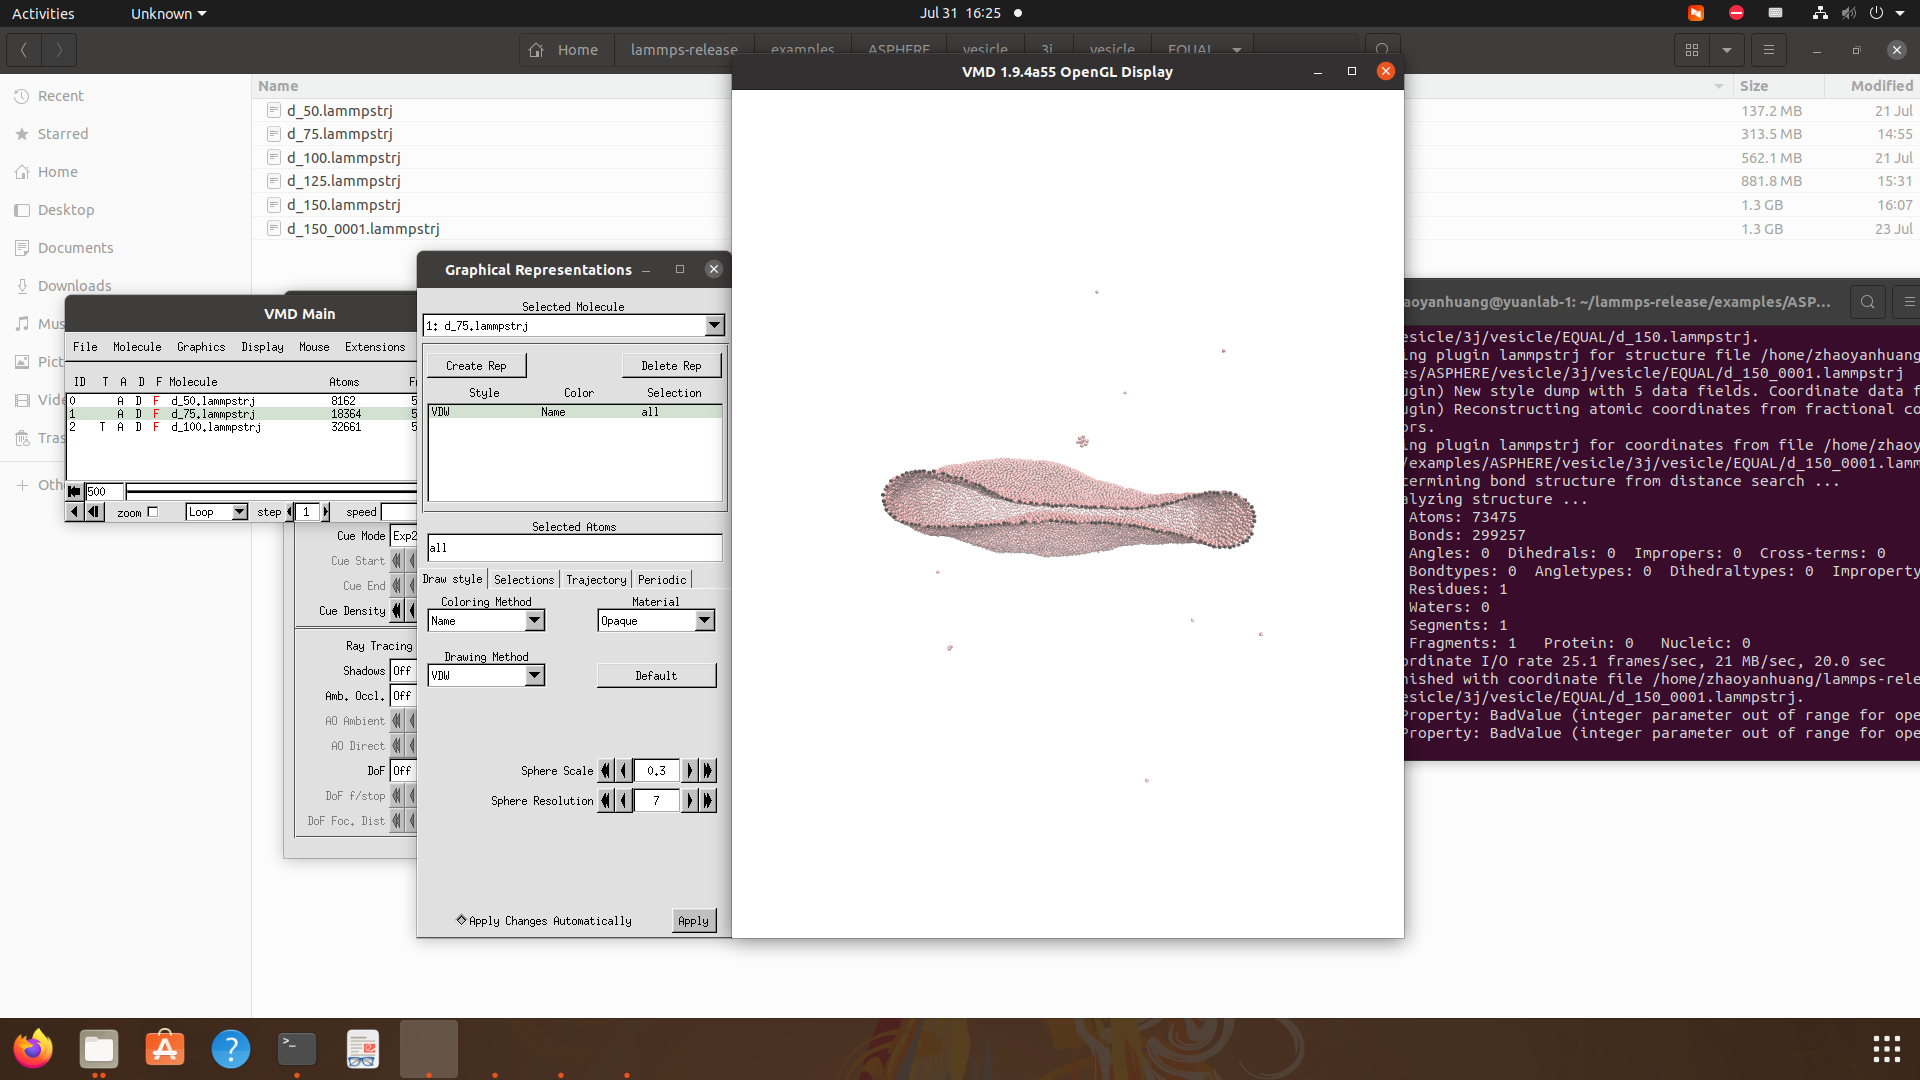 Activities
Unknown
Jul 31 16:25
Home
lammps-release
examples
ASPHERE
vesicle
3j
vesicle
EQUAL
Recent
Starred
Home
Desktop
Documents
Downloads
Name
Size
Modified
d_50.lammpstrj
137.2 MB
21 Jul
d_75.lammpstrj
313.5 MB
14:55
d_100.lammpstrj
562.1 MB
21 Jul
d_125.lammpstrj
881.8 MB
15:31
d_150.lammpstrj
1.3 GB
16:07
d_150_0001.lammpstrj
1.3 GB
23 Jul
VMD 1.9.4a55 OpenGL Display
VMD Main
File Molecule Graphics Display Mouse Extensions
ID T A D F Molecule Atoms
0 A D F d_50.lammpstrj 8162 5
1 A D F d_75.lammpstrj 18364 5
2 T A D F d_100.lammpstrj 32661 5
500
zoom Loop step 1 speed
Cue Mode Exp2
Cue Start
Cue End
Cue Density
Ray Tracing
Shadows Off
Amb. Occl. Off
AO Ambient
AO Direct
DoF Off
DoF f/stop
DoF Foc. Dist
Graphical Representations
Selected Molecule
1: d_75.lammpstrj
Create Rep
Delete Rep
Style Color Selection
VDW Name all
Selected Atoms
all
Draw style Selections Trajectory Periodic
Coloring Method
Material
Name
Opaque
Drawing Method
VDW
Default
Sphere Scale 0.3
Sphere Resolution 7
Apply Changes Automatically
Apply
aoyanhuang@yuanlab-1: ~/lammps-release/examples/ASP...
esicle/3j/vesicle/EQUAL/d_150.lammpstrj.
ing plugin lammpstrj for structure file /home/zhaoyanhuang
es/ASPHERE/vesicle/3j/vesicle/EQUAL/d_150_0001.lammpstrj
ugin) New style dump with 5 data fields. Coordinate data f
ugin) Reconstructing atomic coordinates from fractional co
ors.
ing plugin lammpstrj for coordinates from file /home/zhaoy
/examples/ASPHERE/vesicle/3j/vesicle/EQUAL/d_150_0001.lamm
termining bond structure from distance search ...
alyzing structure ...
Atoms: 73475
Bonds: 299257
Angles: 0 Dihedrals: 0 Impropers: 0 Cross-terms: 0
Bondtypes: 0 Angletypes: 0 Dihedraltypes: 0 Improperty
Residues: 1
Waters: 0
Segments: 1
Fragments: 1 Protein: 0 Nucleic: 0
ordinate I/O rate 25.1 frames/sec, 21 MB/sec, 20.0 sec
nished with coordinate file /home/zhaoyanhuang/lammps-rele
esicle/3j/vesicle/EQUAL/d_150_0001.lammpstrj.
Property: BadValue (integer parameter out of range for ope
Property: BadValue (integer parameter out of range for ope